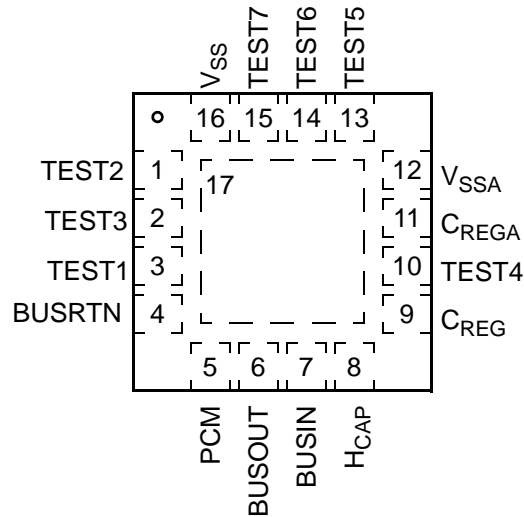 VSS
TEST7
TEST6
TEST5
16 15 14 13
TEST2 1 17 12 VSSA
TEST3 2 11 CREGA
TEST1 3 10 TEST4
BUSRTN 4 9 CREG
5 6 7 8
PCM
BUSOUT
BUSIN
HCAP